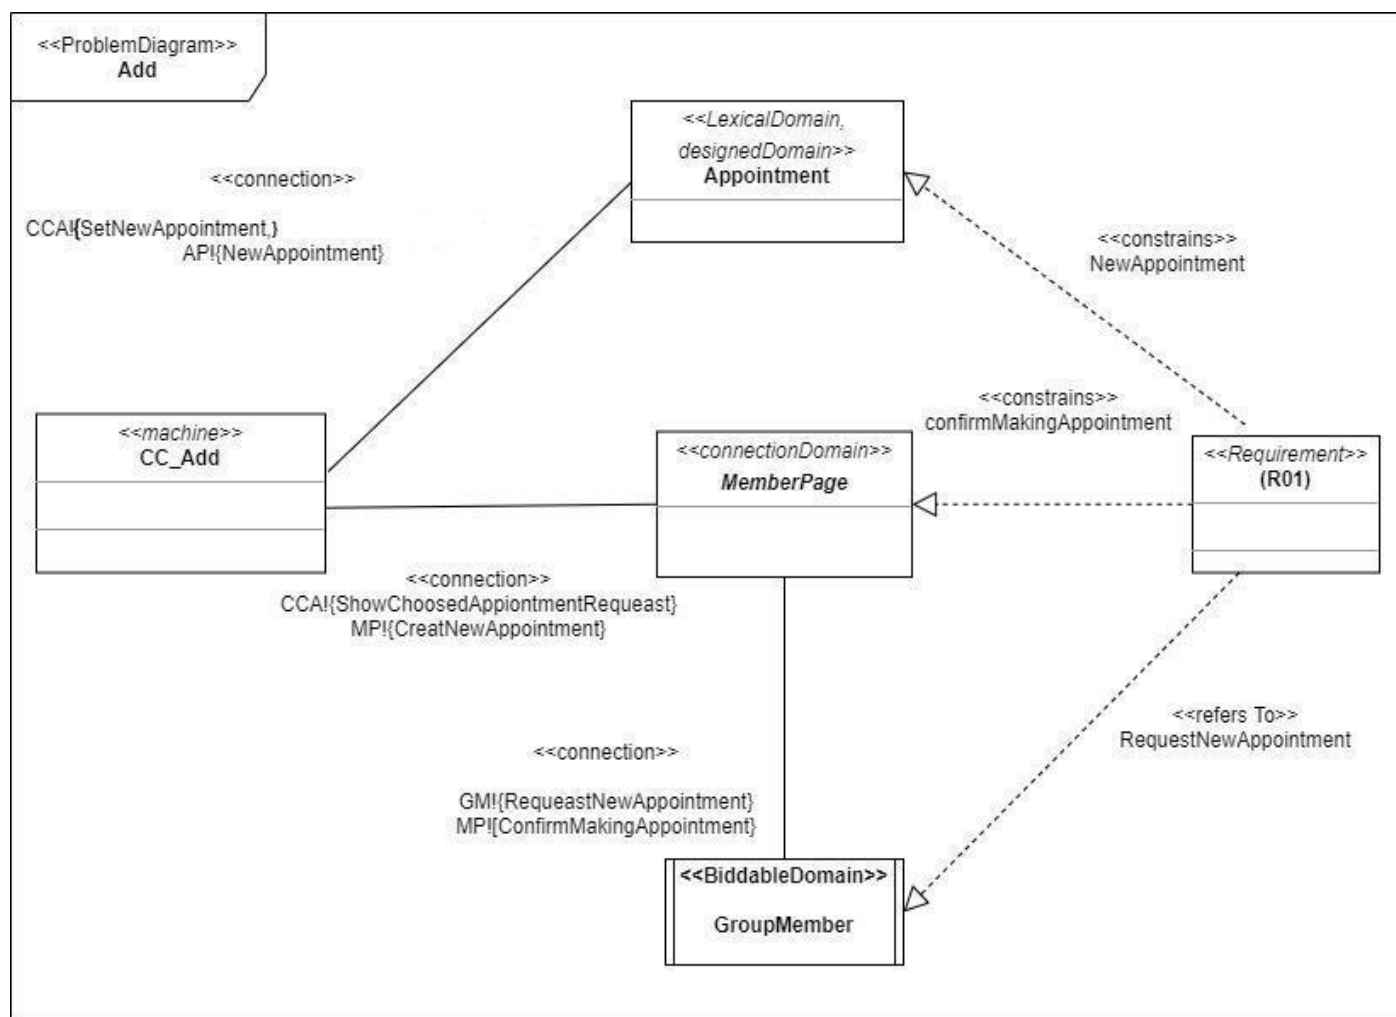 <<ProblemDiagram>>
Add
<<LexicalDomain,
designedDomain>>
Appointment
<<connection>>
CCA!{SetNewAppointment,}
AP!{NewAppointment}
<<constrains>>
NewAppointment
<<constrains>>
confirmMakingAppointment
<<machine>>
CC_Add
<<connectionDomain>>
MemberPage
<<Requirement>>
(R01)
<<connection>>
CCA!{ShowChoosedAppiontmentRequeast}
MP!{CreatNewAppointment}
<<refers To>>
RequestNewAppointment
<<connection>>
GM!{RequeastNewAppointment}
MP![ConfirmMakingAppointment}
<<BiddableDomain>>
GroupMember